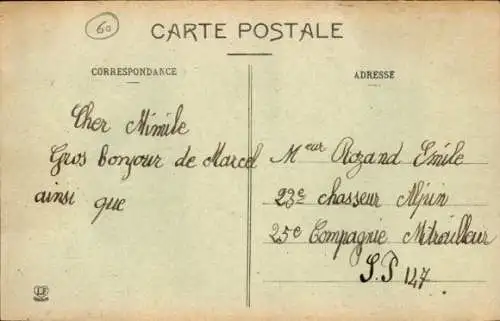 60
CARTE POSTALE
CORRESPONDANCE
ADRESSE
Cher Mimile
Gros bonjour de Marcel
ainsi que
Meur Rozand Emile
23e chasseur Alpin
25e Compagnie Mitrailleur
S.P 147